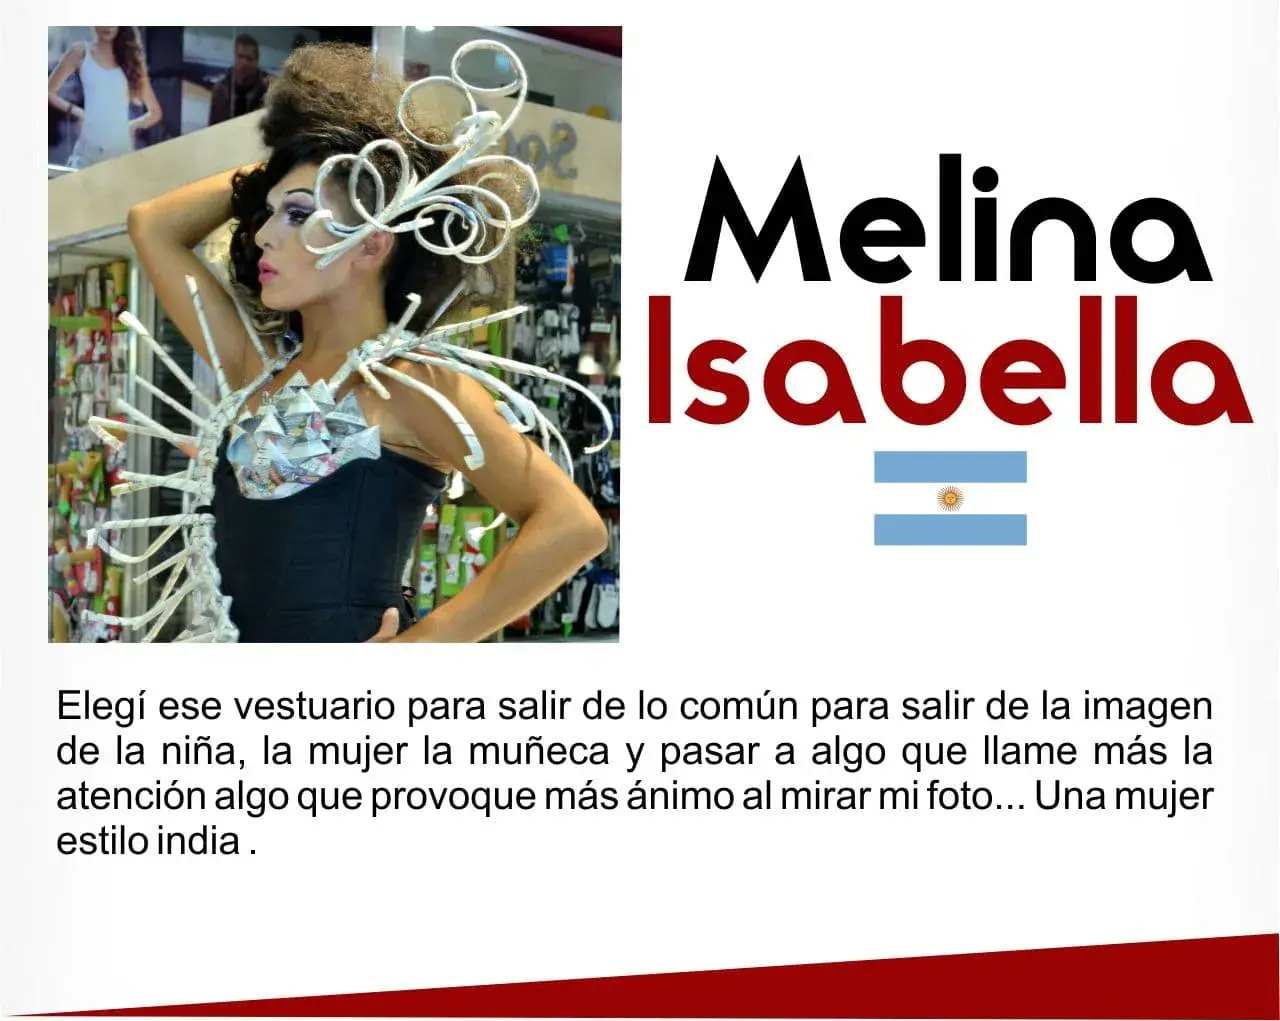 Melina
Isabella
Elegí ese vestuario para salir de lo común para salir de la imagen
de la niña, la mujer la muñeca y pasar a algo que llame más la
atención algo que provoque más ánimo al mirar mi foto... Una mujer
estilo india .